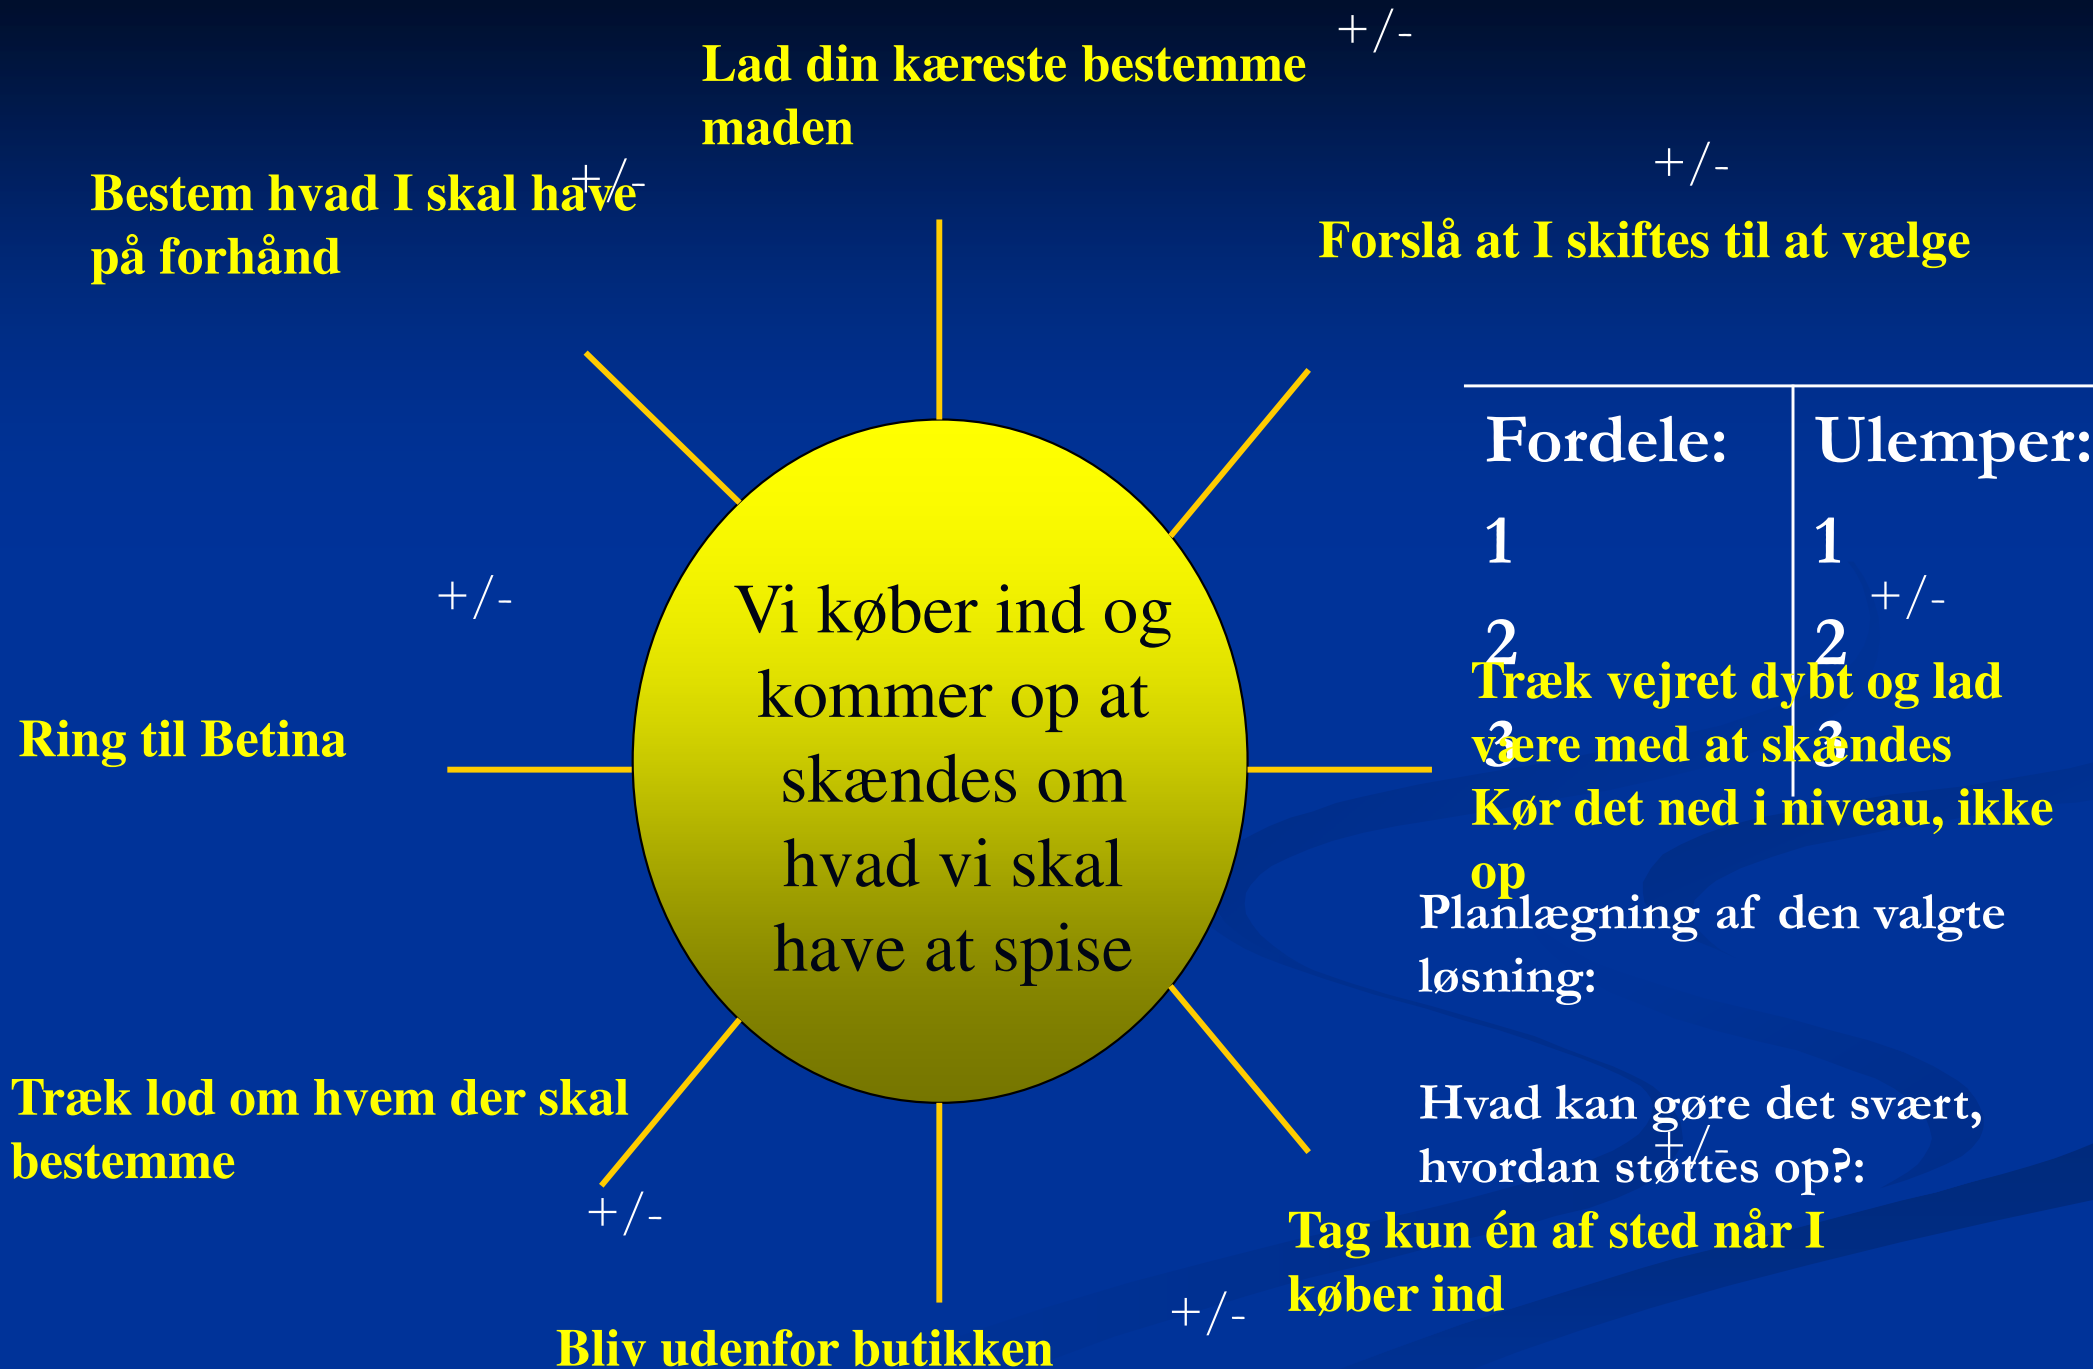 +/-
Lad din kæreste bestemme
maden
+/-
Bestem hvad I skal have
på forhånd
+/-
Forslå at I skiftes til at vælge
Fordele: Ulemper:
1 1
2 2
3 3
+/-
Træk vejret dybt og lad
være med at skændes
Kør det ned i niveau, ikke
op
+/-
Ring til Betina
Vi køber ind og
kommer op at
skændes om
hvad vi skal
have at spise
Planlægning af den valgte
løsning:
Hvad kan gøre det svært,
hvordan støttes op?:
+/-
Tag kun én af sted når I
køber ind
Træk lod om hvem der skal
bestemme
+/-
+/-
Bliv udenfor butikken